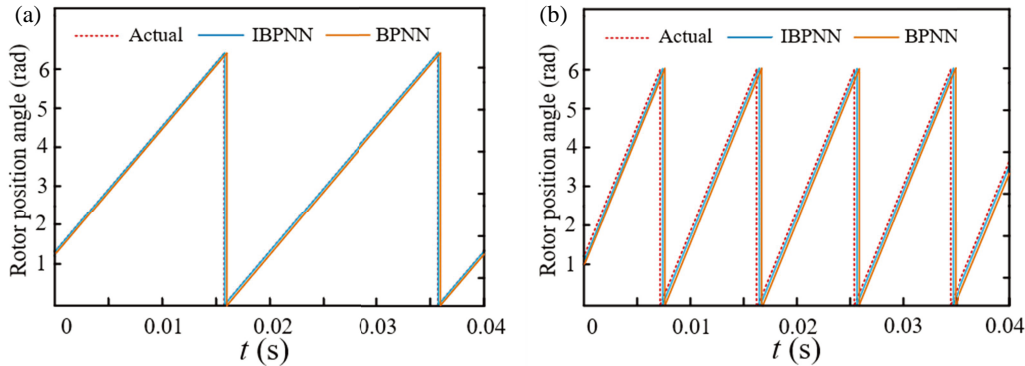 (a)
Actual IBPNN BPNN
Rotor position angle (rad)
6
5
4
3
2
1
0 0.01 0.02 0.03 0.04
t (s)
(b)
Actual IBPNN BPNN
Rotor position angle (rad)
6
5
4
3
2
1
0 0.01 0.02 0.03 0.04
t (s)